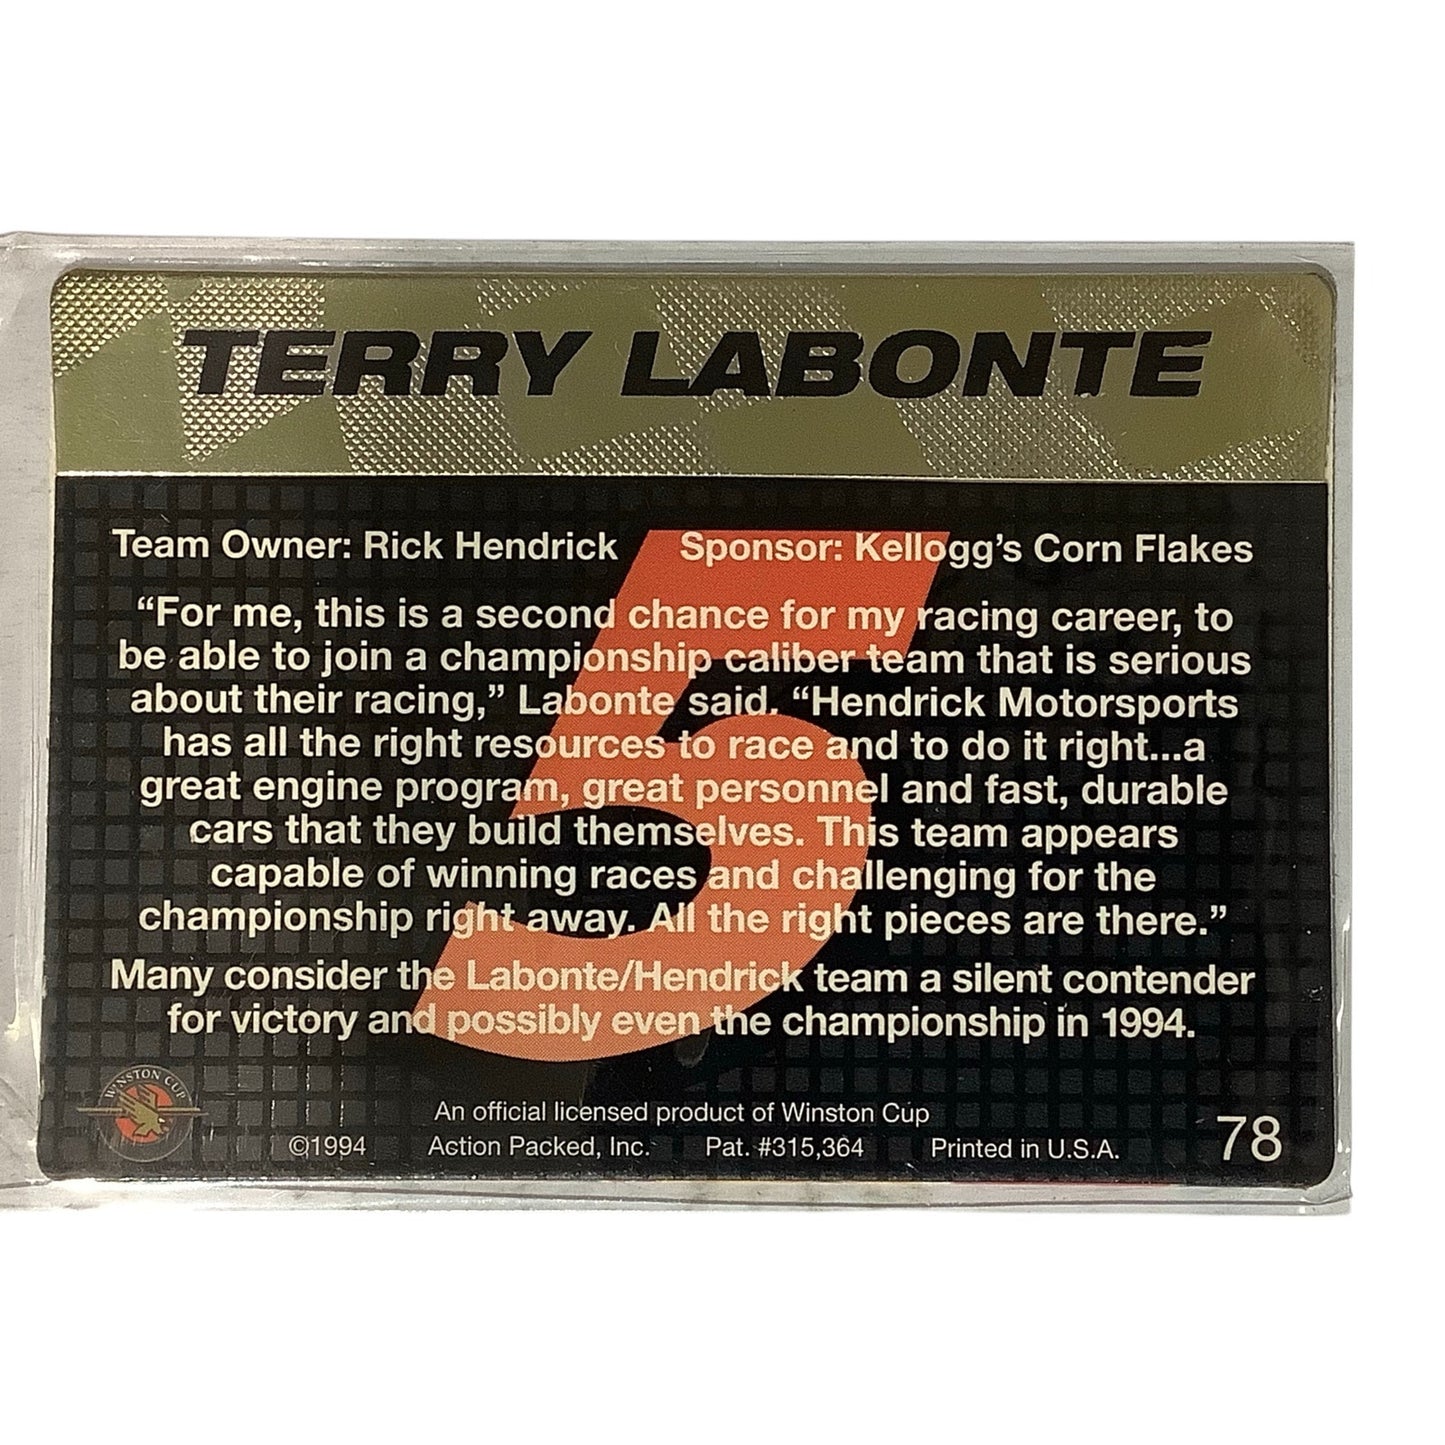 TERRY LABONTE
Team Owner: Rick Hendrick Sponsor: Kellogg's Corn Flakes
5
“For me, this is a second chance for my racing career, to
be able to join a championship caliber team that is serious
about their racing,” Labonte said. “Hendrick Motorsports
has all the right resources to race and to do it right...a
great engine program, great personnel and fast, durable
cars that they build themselves. This team appears
capable of winning races and challenging for the
championship right away. All the right pieces are there.”
Many consider the Labonte/Hendrick team a silent contender
for victory and possibly even the championship in 1994.
WINSTON CUP
An official licensed product of Winston Cup
©1994 Action Packed, Inc. Pat. #315,364 Printed in U.S.A.
78